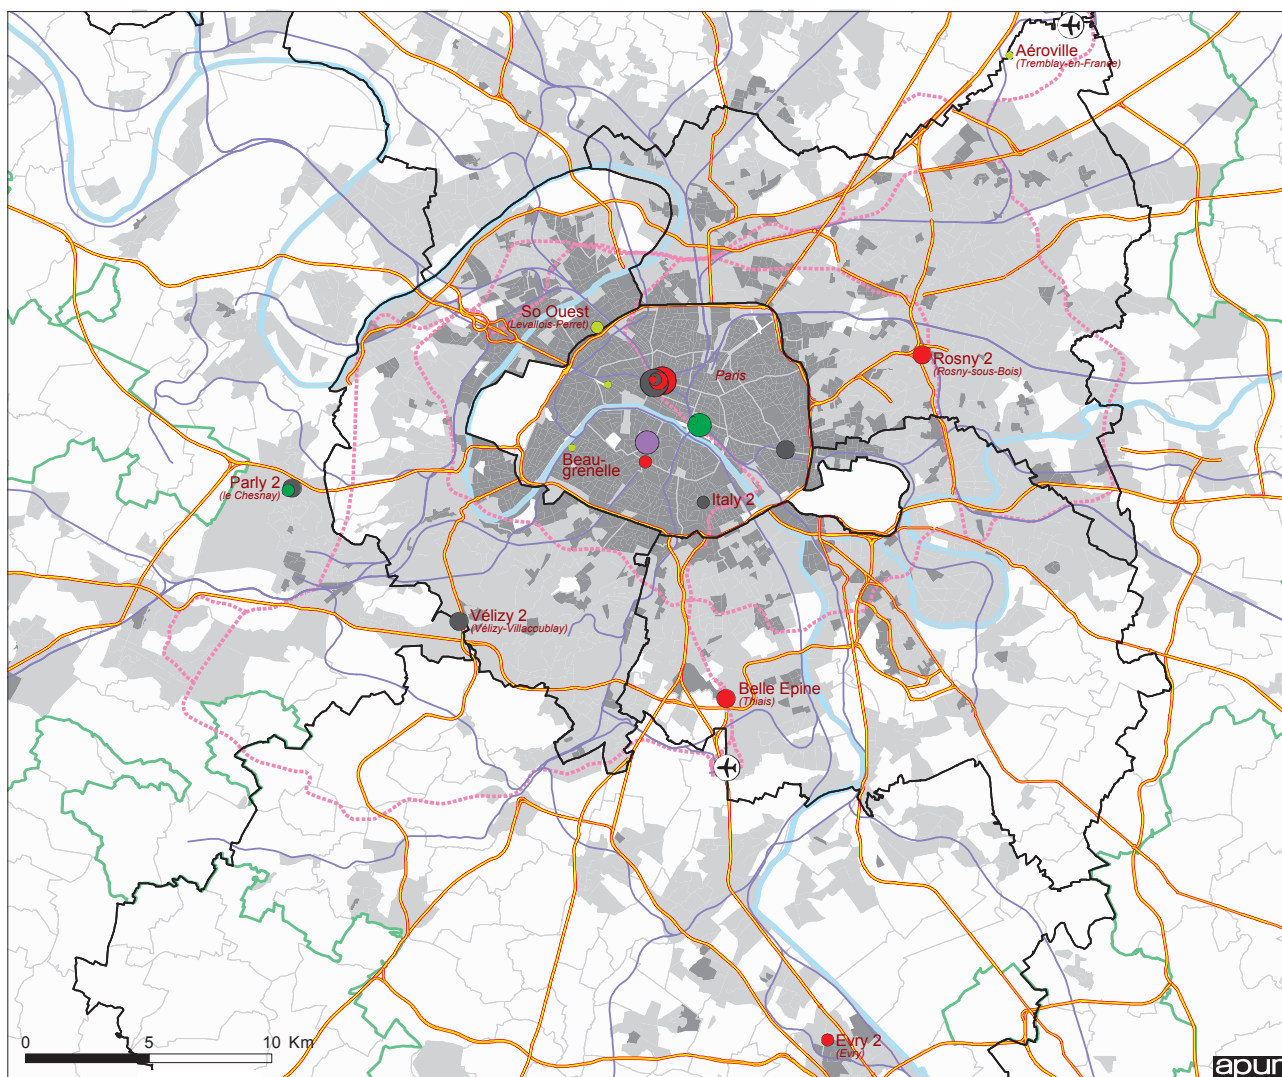 Aéroville
(Tremblay-en-France)
So Ouest
(Levallois-Perret)
Rosny 2
(Rosny-sous-Bois)
Paris
Beau-
grenelle
Parly 2
(le Chesnay)
Italy 2
Vélizy 2
(Vélizy-Villacoublay)
Belle Epine
(Thiais)
Evry 2
(Evry)
0 5 10 Km
apur